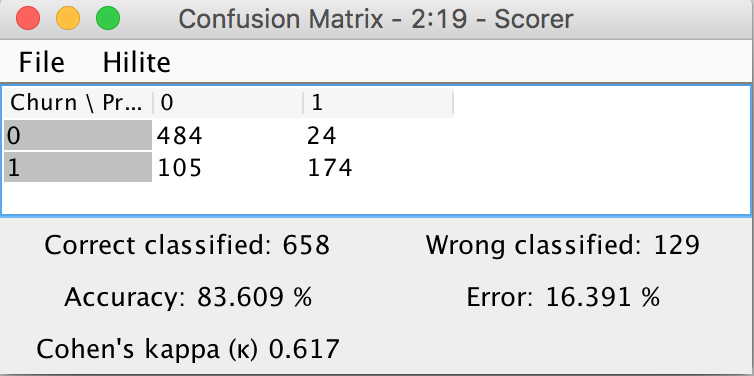 Confusion Matrix - 2:19 - Scorer
File Hilite
Churn \ Pr... 0 1
0 484 24
1 105 174
Correct classified: 658 Wrong classified: 129
Accuracy: 83.609 % Error: 16.391 %
Cohen's kappa (κ) 0.617